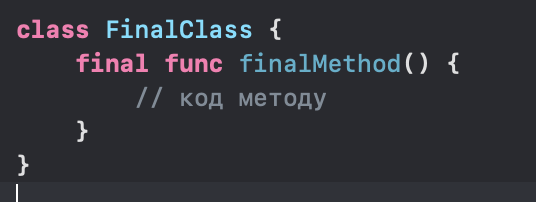 class FinalClass {
    final func finalMethod() {
        // код методу
    }
}